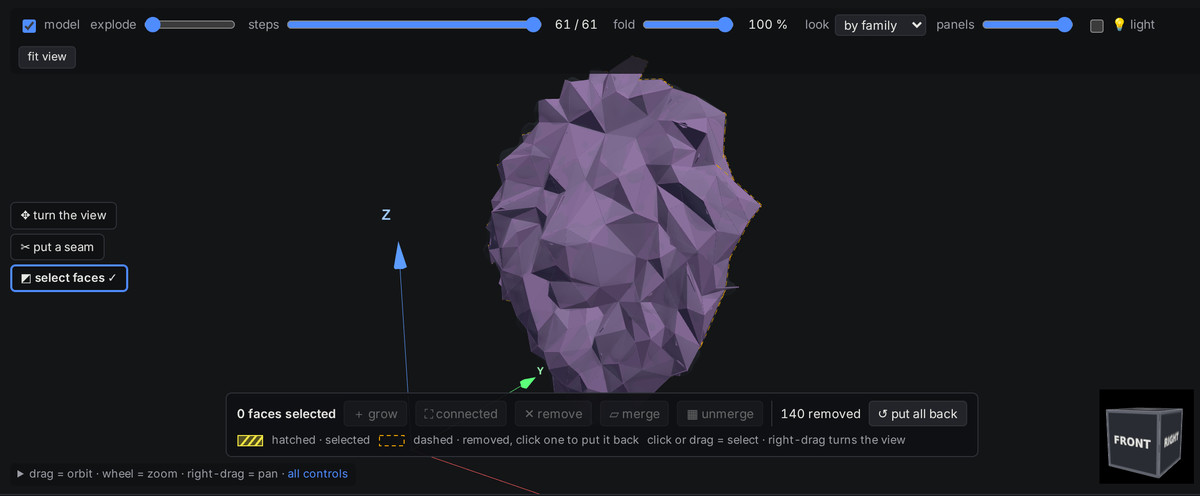 model explode steps 61 / 61 fold 100 % look by family panels 💡 light
fit view
Z
✥ turn the view
✂ put a seam
◩ select faces ✓
Y
0 faces selected + grow ⛶ connected ✕ remove ▱ merge ▦ unmerge 140 removed ↺ put all back
hatched · selected dashed · removed, click one to put it back click or drag = select · right-drag turns the view
FRONT RIGHT
▶ drag = orbit · wheel = zoom · right-drag = pan · all controls